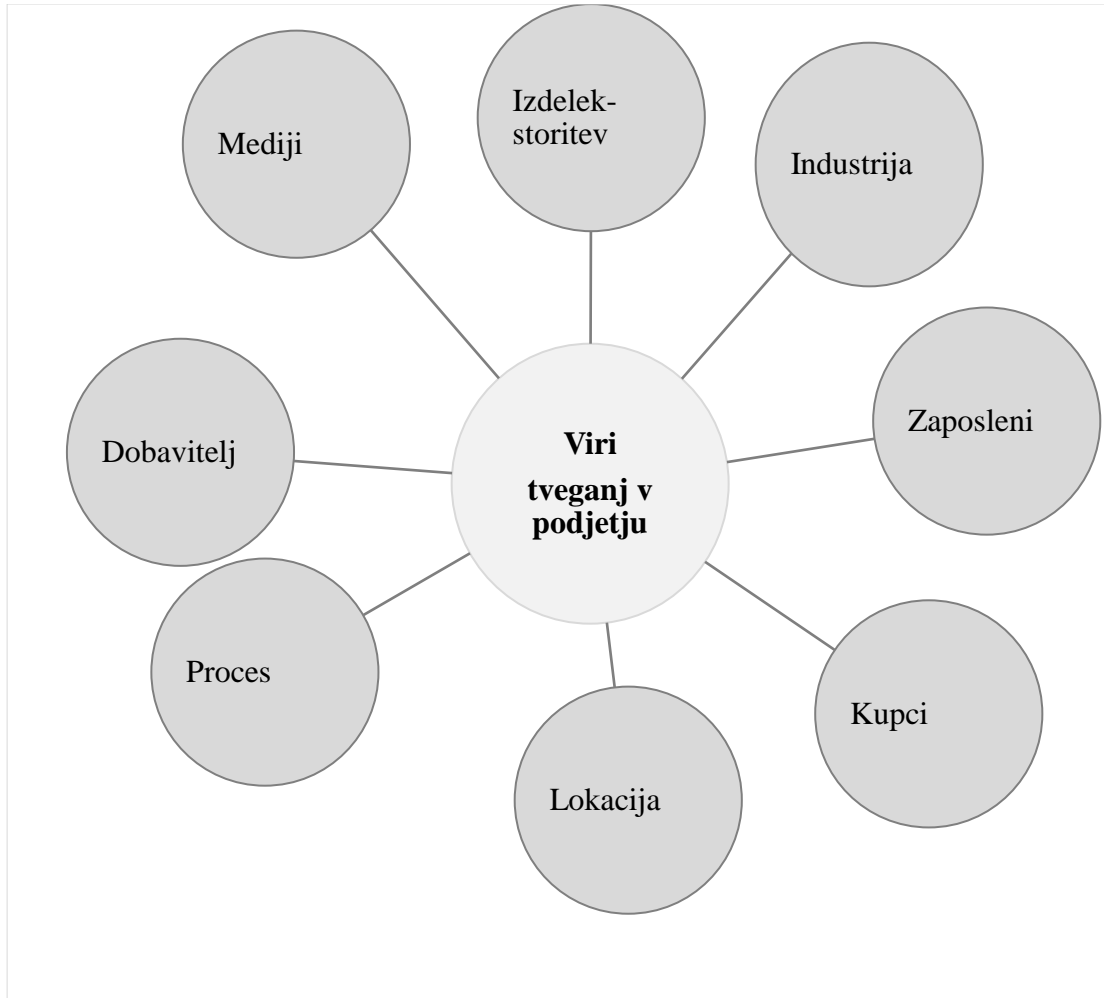 Izdelek-
storitev
Mediji
Industrija
Zaposleni
Dobavitelj
Viri
tveganj v
podjetju
Proces
Kupci
Lokacija